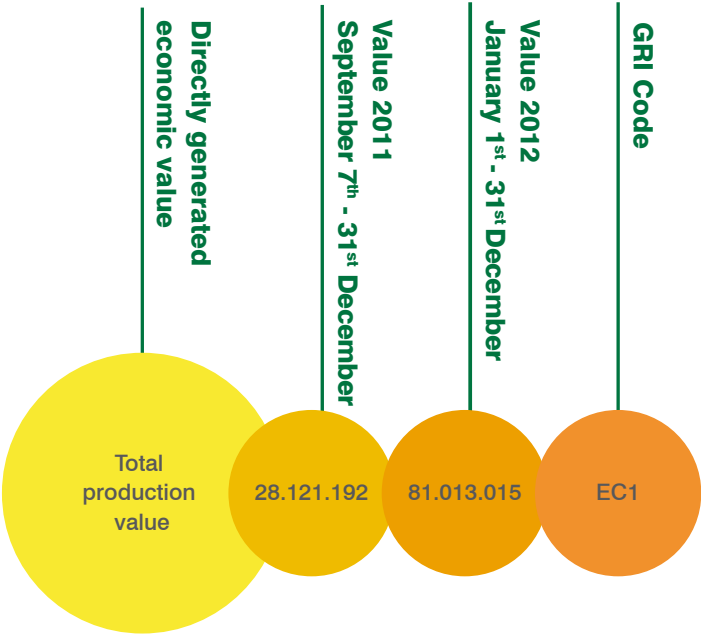 Directly generated
economic value
Value 2011
September 7th - 31st December
Value 2012
January 1st - 31st December
GRI Code
Total
production
value
28.121.192
81.013.015
EC1